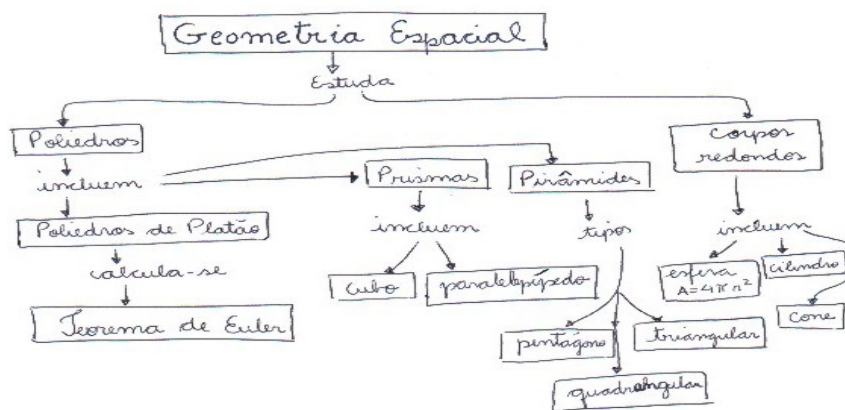 Geometria Espacial
Estuda
Poliedros
corpos
redondos
incluem
Prismas
Pirâmides
Poliedros de Platão
incluem
tipos
incluem
calcula-se
cubo
paralelepípedo
esfera
A=4πr²
cilindro
Teorema de Euler
pentágono
triangular
cone
quadrangular